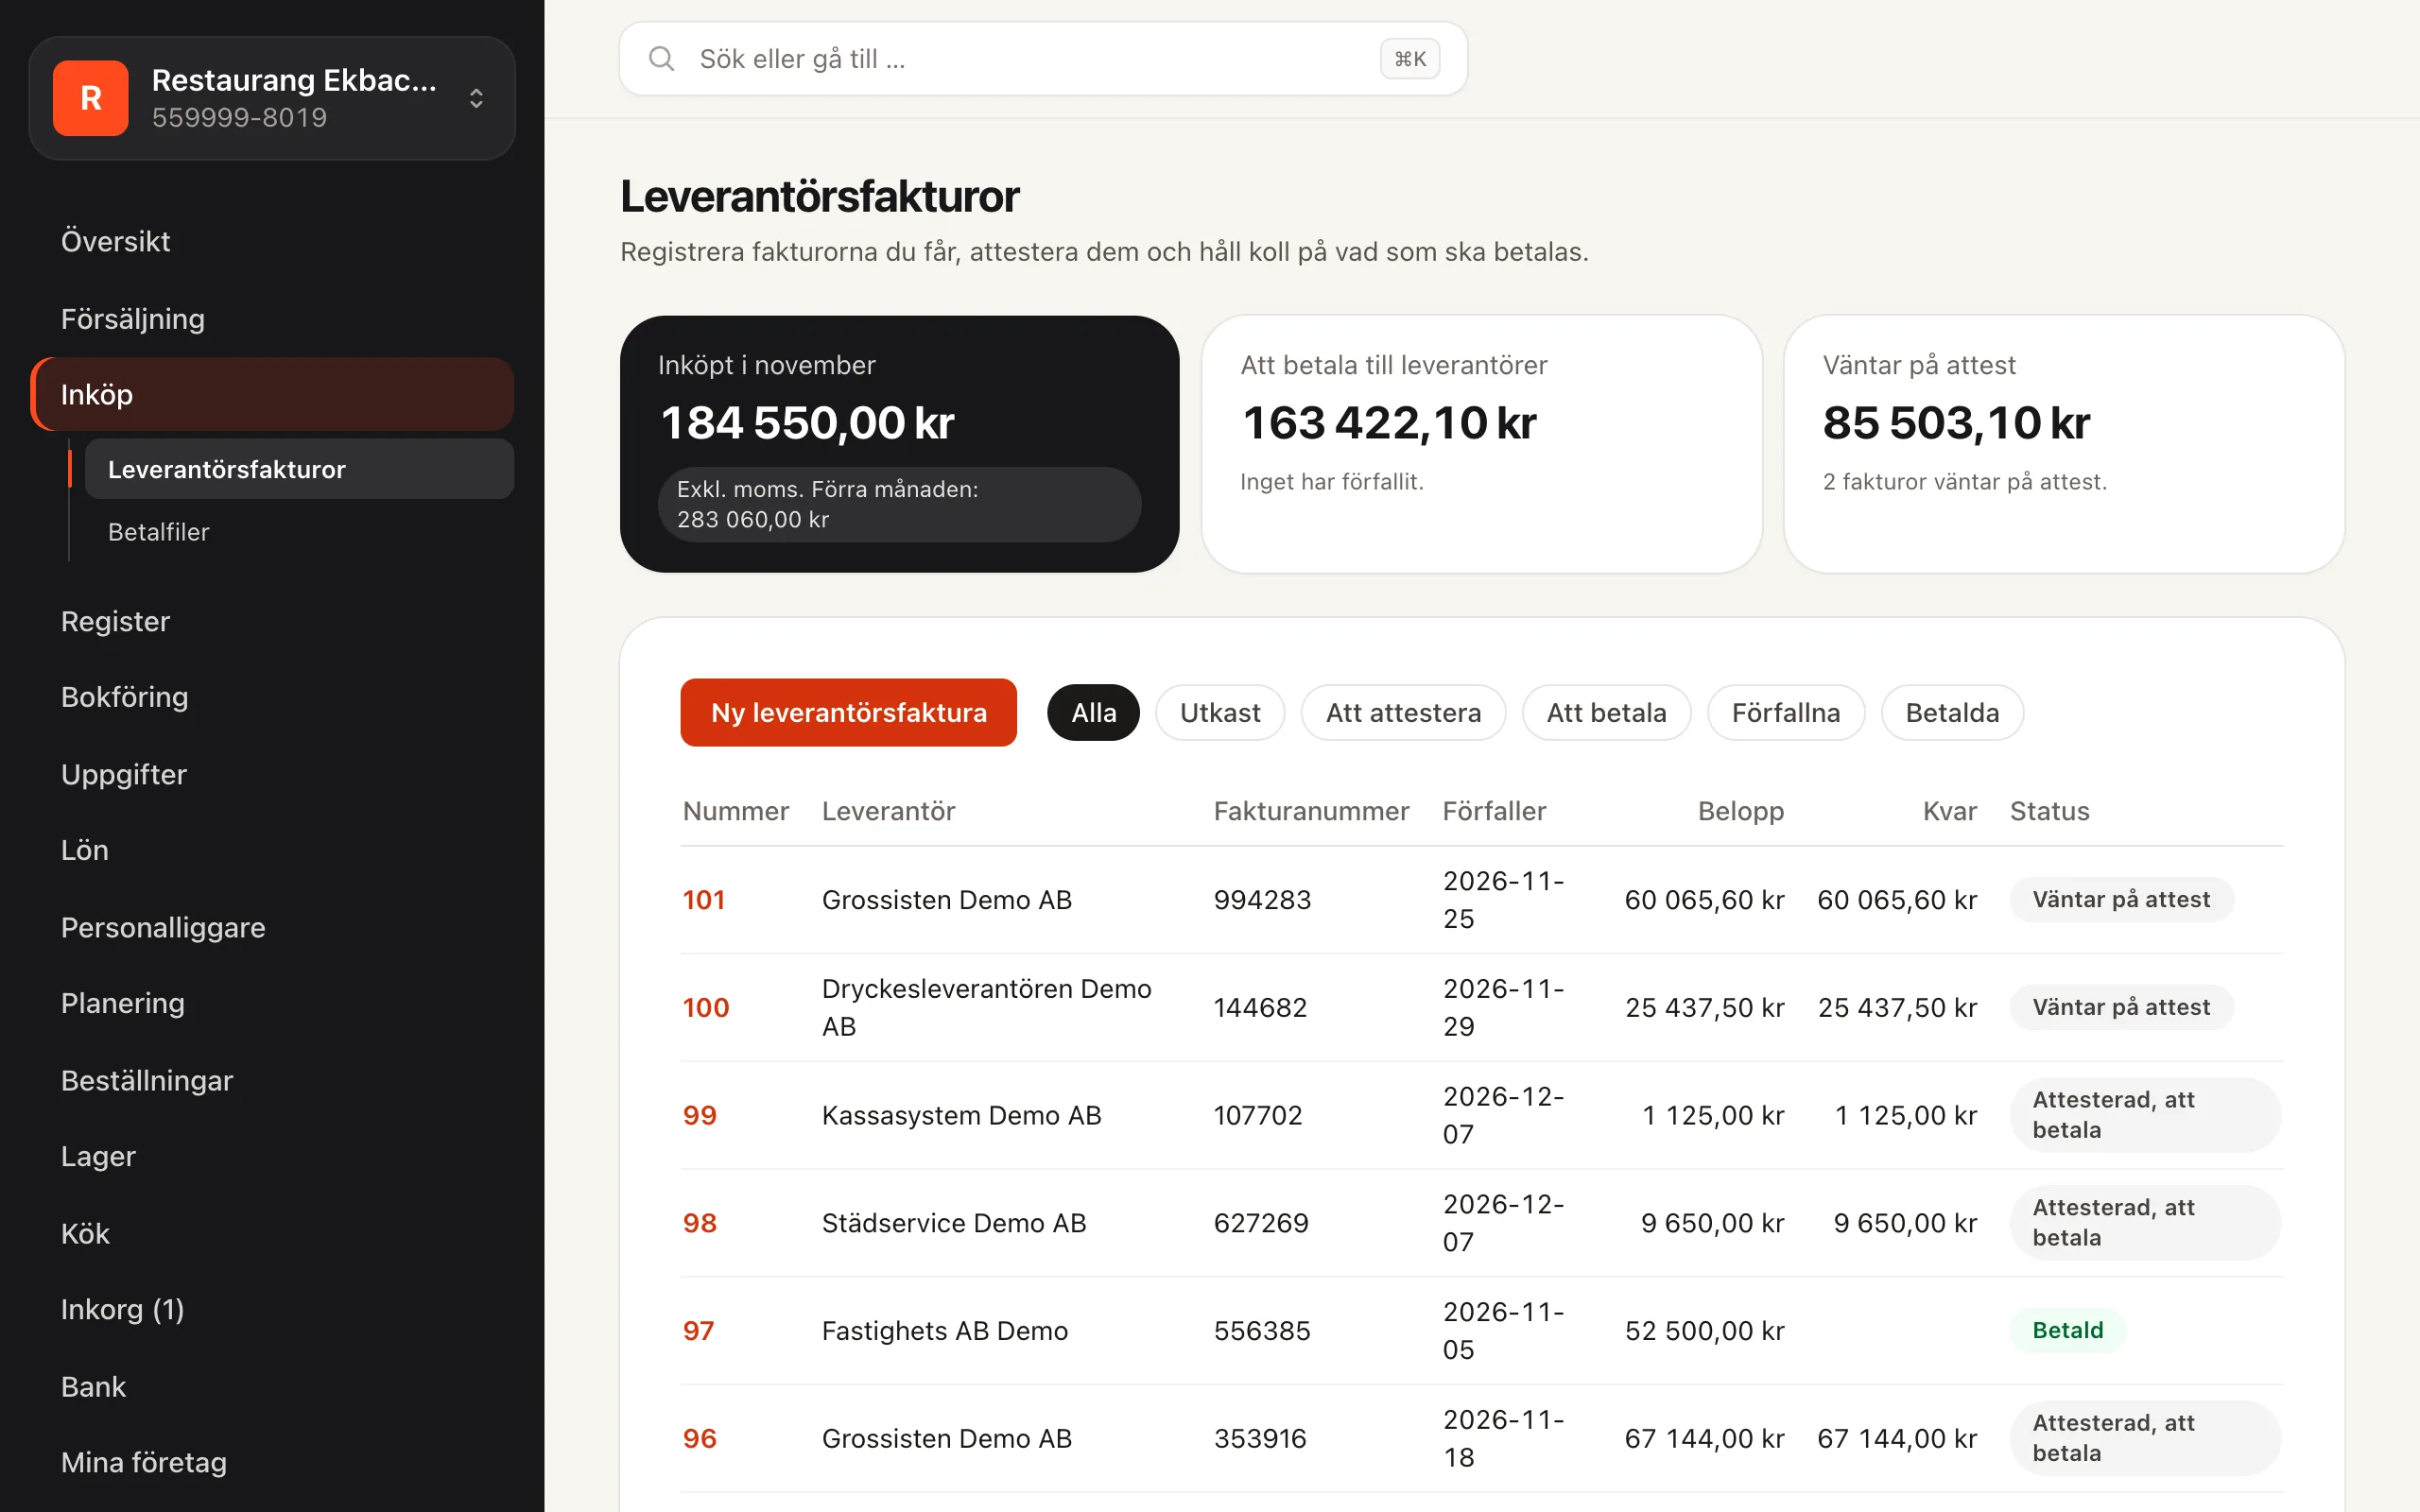 R
Restaurang Ekbac...
559999-8019
Översikt
Försäljning
Inköp
Leverantörsfakturor
Betalfiler
Register
Bokföring
Uppgifter
Lön
Personalliggare
Planering
Beställningar
Lager
Kök
Inkorg (1)
Bank
Mina företag
Sök eller gå till ...
⌘K
Leverantörsfakturor
Registrera fakturorna du får, attestera dem och håll koll på vad som ska betalas.
Inköpt i november
184 550,00 kr
Exkl. moms. Förra månaden:
283 060,00 kr
Att betala till leverantörer
163 422,10 kr
Inget har förfallit.
Väntar på attest
85 503,10 kr
2 fakturor väntar på attest.
Ny leverantörsfaktura Alla Utkast Att attestera Att betala Förfallna Betalda
Nummer Leverantör Fakturanummer Förfaller Belopp Kvar Status
101 Grossisten Demo AB 994283 2026-11-
25 60 065,60 kr 60 065,60 kr Väntar på attest
100 Dryckesleverantören Demo
AB 144682 2026-11-
29 25 437,50 kr 25 437,50 kr Väntar på attest
99 Kassasystem Demo AB 107702 2026-12-
07 1 125,00 kr 1 125,00 kr Attesterad, att
betala
98 Städservice Demo AB 627269 2026-12-
07 9 650,00 kr 9 650,00 kr Attesterad, att
betala
97 Fastighets AB Demo 556385 2026-11-
05 52 500,00 kr Betald
96 Grossisten Demo AB 353916 2026-11-
18 67 144,00 kr 67 144,00 kr Attesterad, att
betala